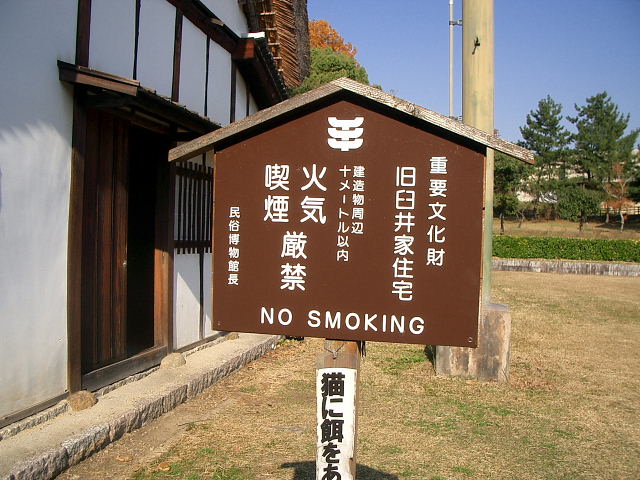 重要文化財
旧臼井家住宅
建造物周辺
十メートル以内
火気
喫煙
厳禁
民俗博物館長
NO SMOKING
猫に餌をあ